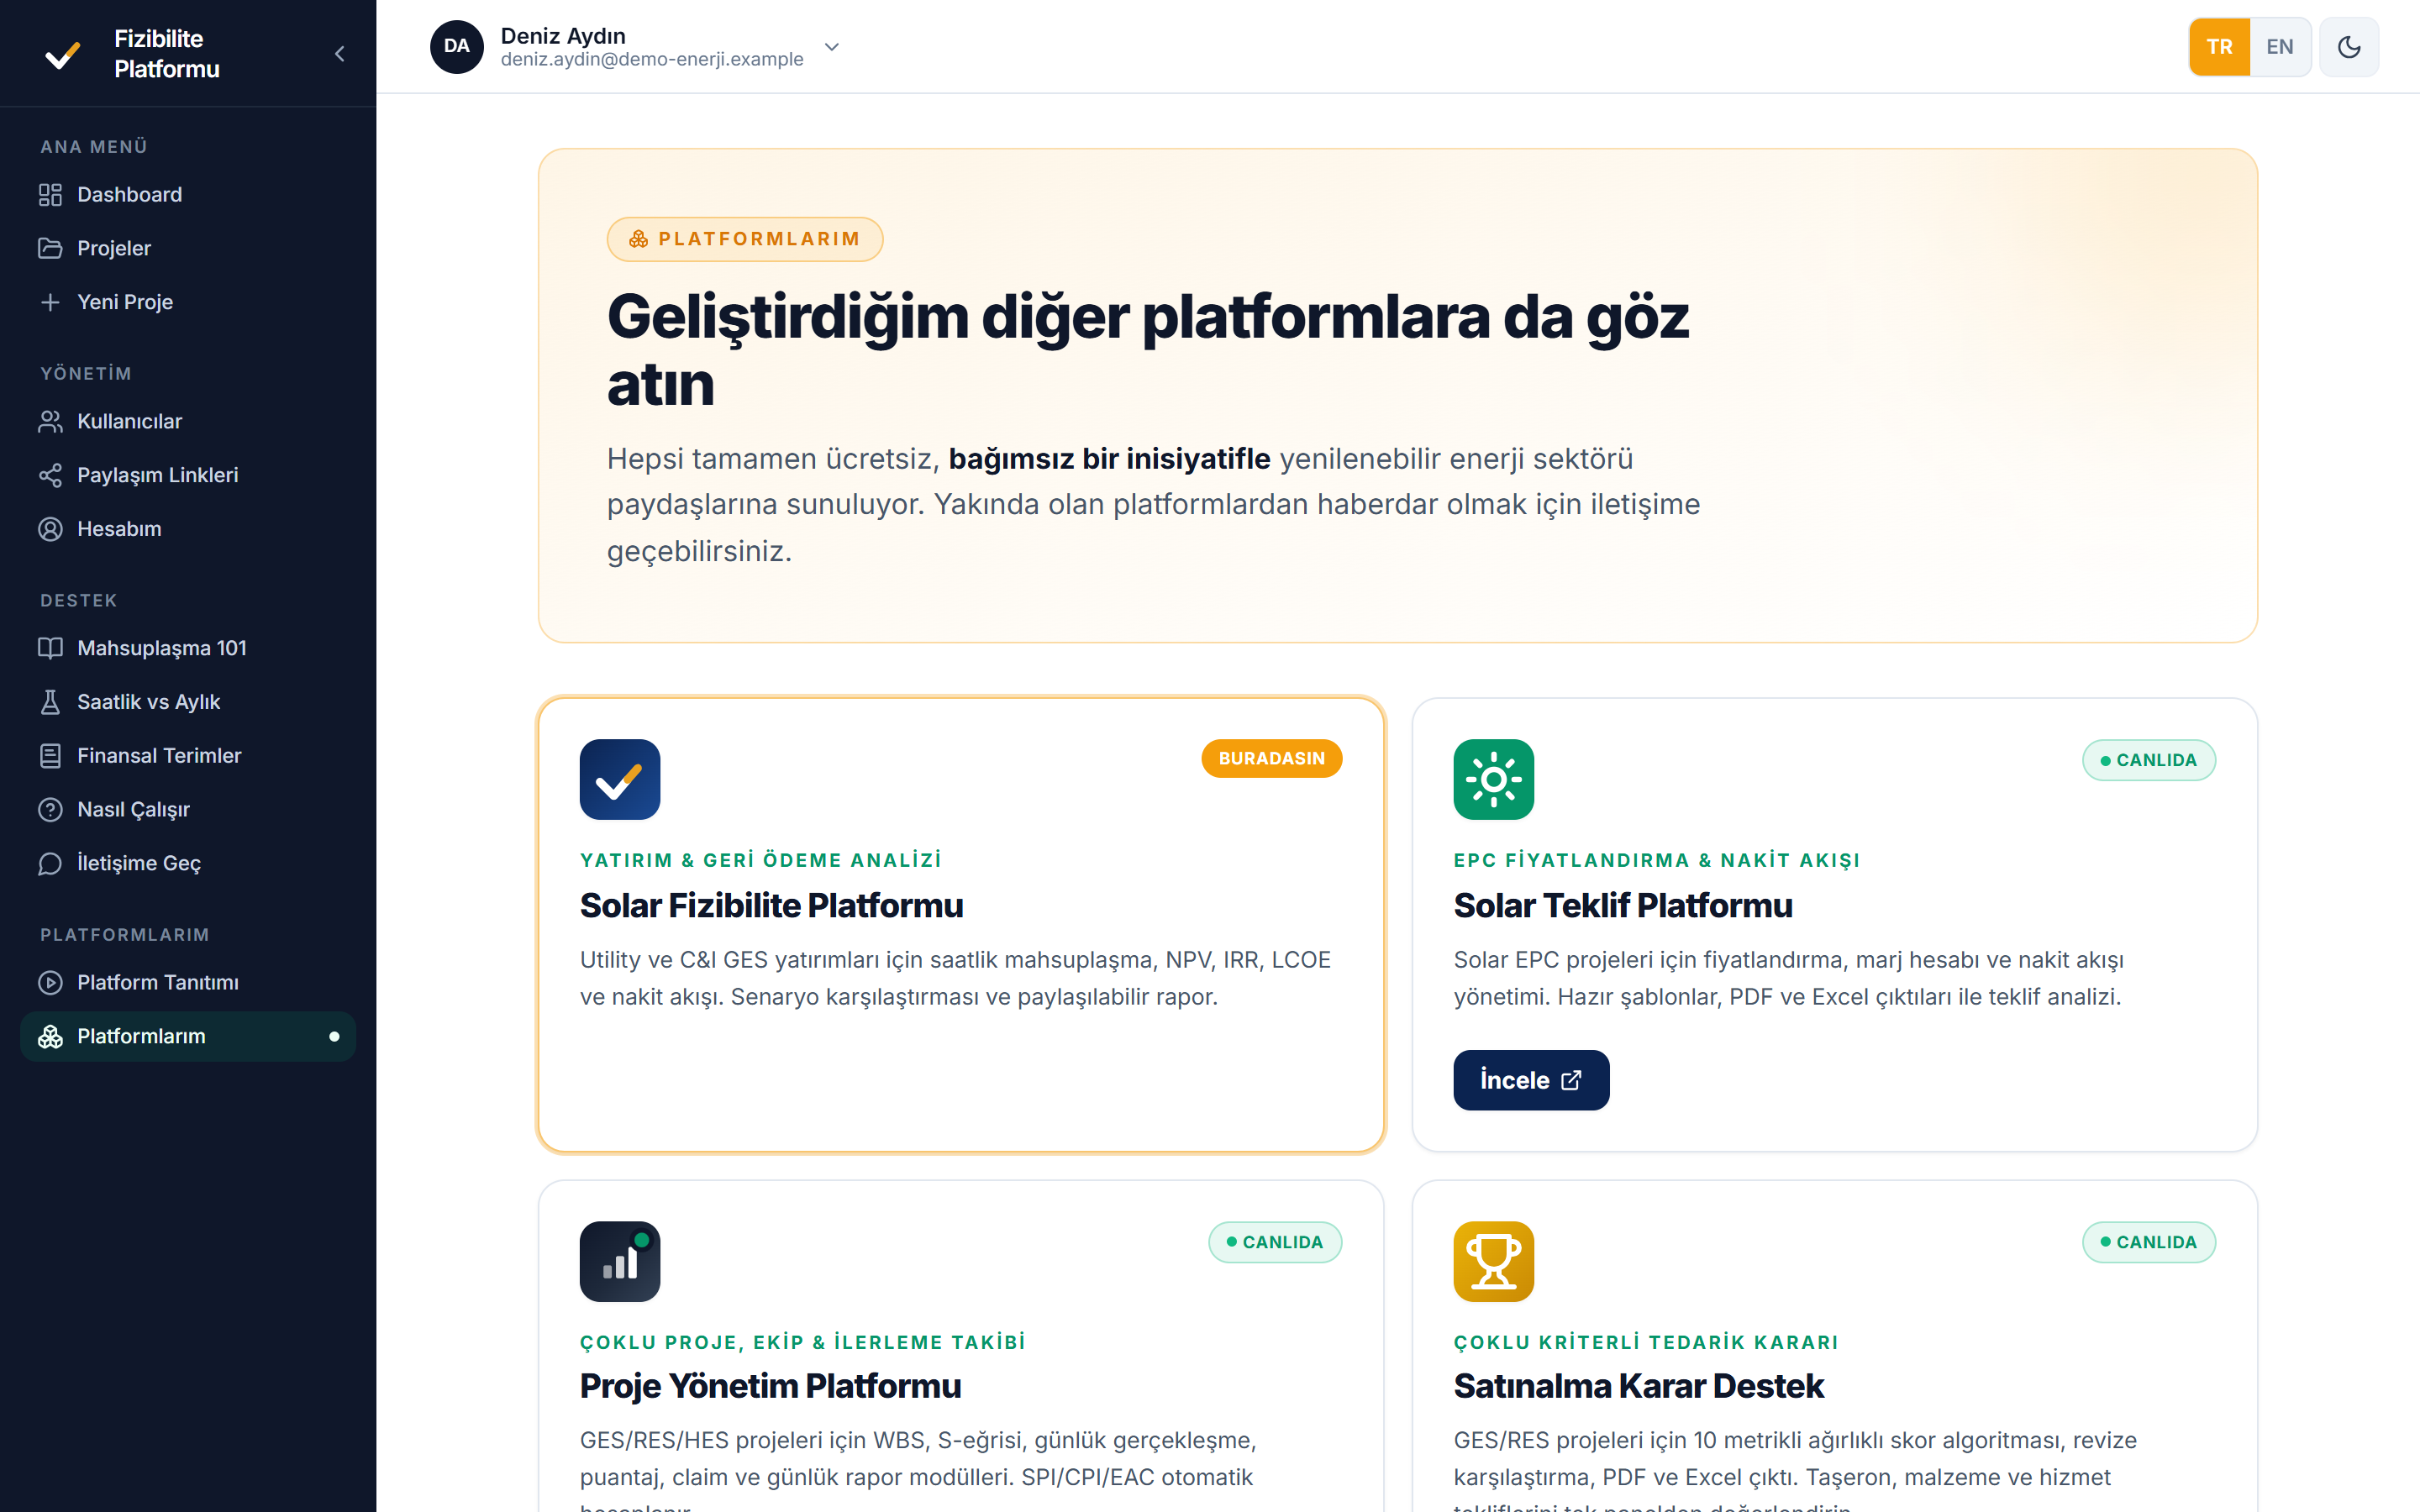 Fizibilite
Platformu
ANA MENÜ
Dashboard
Projeler
Yeni Proje
YÖNETİM
Kullanıcılar
Paylaşım Linkleri
Hesabım
DESTEK
Mahsuplaşma 101
Saatlik vs Aylık
Finansal Terimler
Nasıl Çalışır
İletişime Geç
PLATFORMLARIM
Platform Tanıtımı
Platformlarım
DA
Deniz Aydın
deniz.aydin@demo-enerji.example
TR EN
PLATFORMLARIM
Geliştirdiğim diğer platformlara da göz
atın
Hepsi tamamen ücretsiz, bağımsız bir inisiyatifle yenilenebilir enerji sektörü
paydaşlarına sunuluyor. Yakında olan platformlardan haberdar olmak için iletişime
geçebilirsiniz.
BURADASIN
YATIRIM & GERİ ÖDEME ANALİZİ
Solar Fizibilite Platformu
Utility ve C&I GES yatırımları için saatlik mahsuplaşma, NPV, IRR, LCOE
ve nakit akışı. Senaryo karşılaştırması ve paylaşılabilir rapor.
CANLIDA
EPC FİYATLANDIRMA & NAKİT AKIŞI
Solar Teklif Platformu
Solar EPC projeleri için fiyatlandırma, marj hesabı ve nakit akışı
yönetimi. Hazır şablonlar, PDF ve Excel çıktıları ile teklif analizi.
İncele
CANLIDA
ÇOKLU PROJE, EKİP & İLERLEME TAKİBİ
Proje Yönetim Platformu
GES/RES/HES projeleri için WBS, S-eğrisi, günlük gerçekleşme,
puantaj, claim ve günlük rapor modülleri. SPI/CPI/EAC otomatik
CANLIDA
ÇOKLU KRİTERLİ TEDARİK KARARI
Satınalma Karar Destek
GES/RES projeleri için 10 metrikli ağırlıklı skor algoritması, revize
karşılaştırma, PDF ve Excel çıktı. Taşeron, malzeme ve hizmet